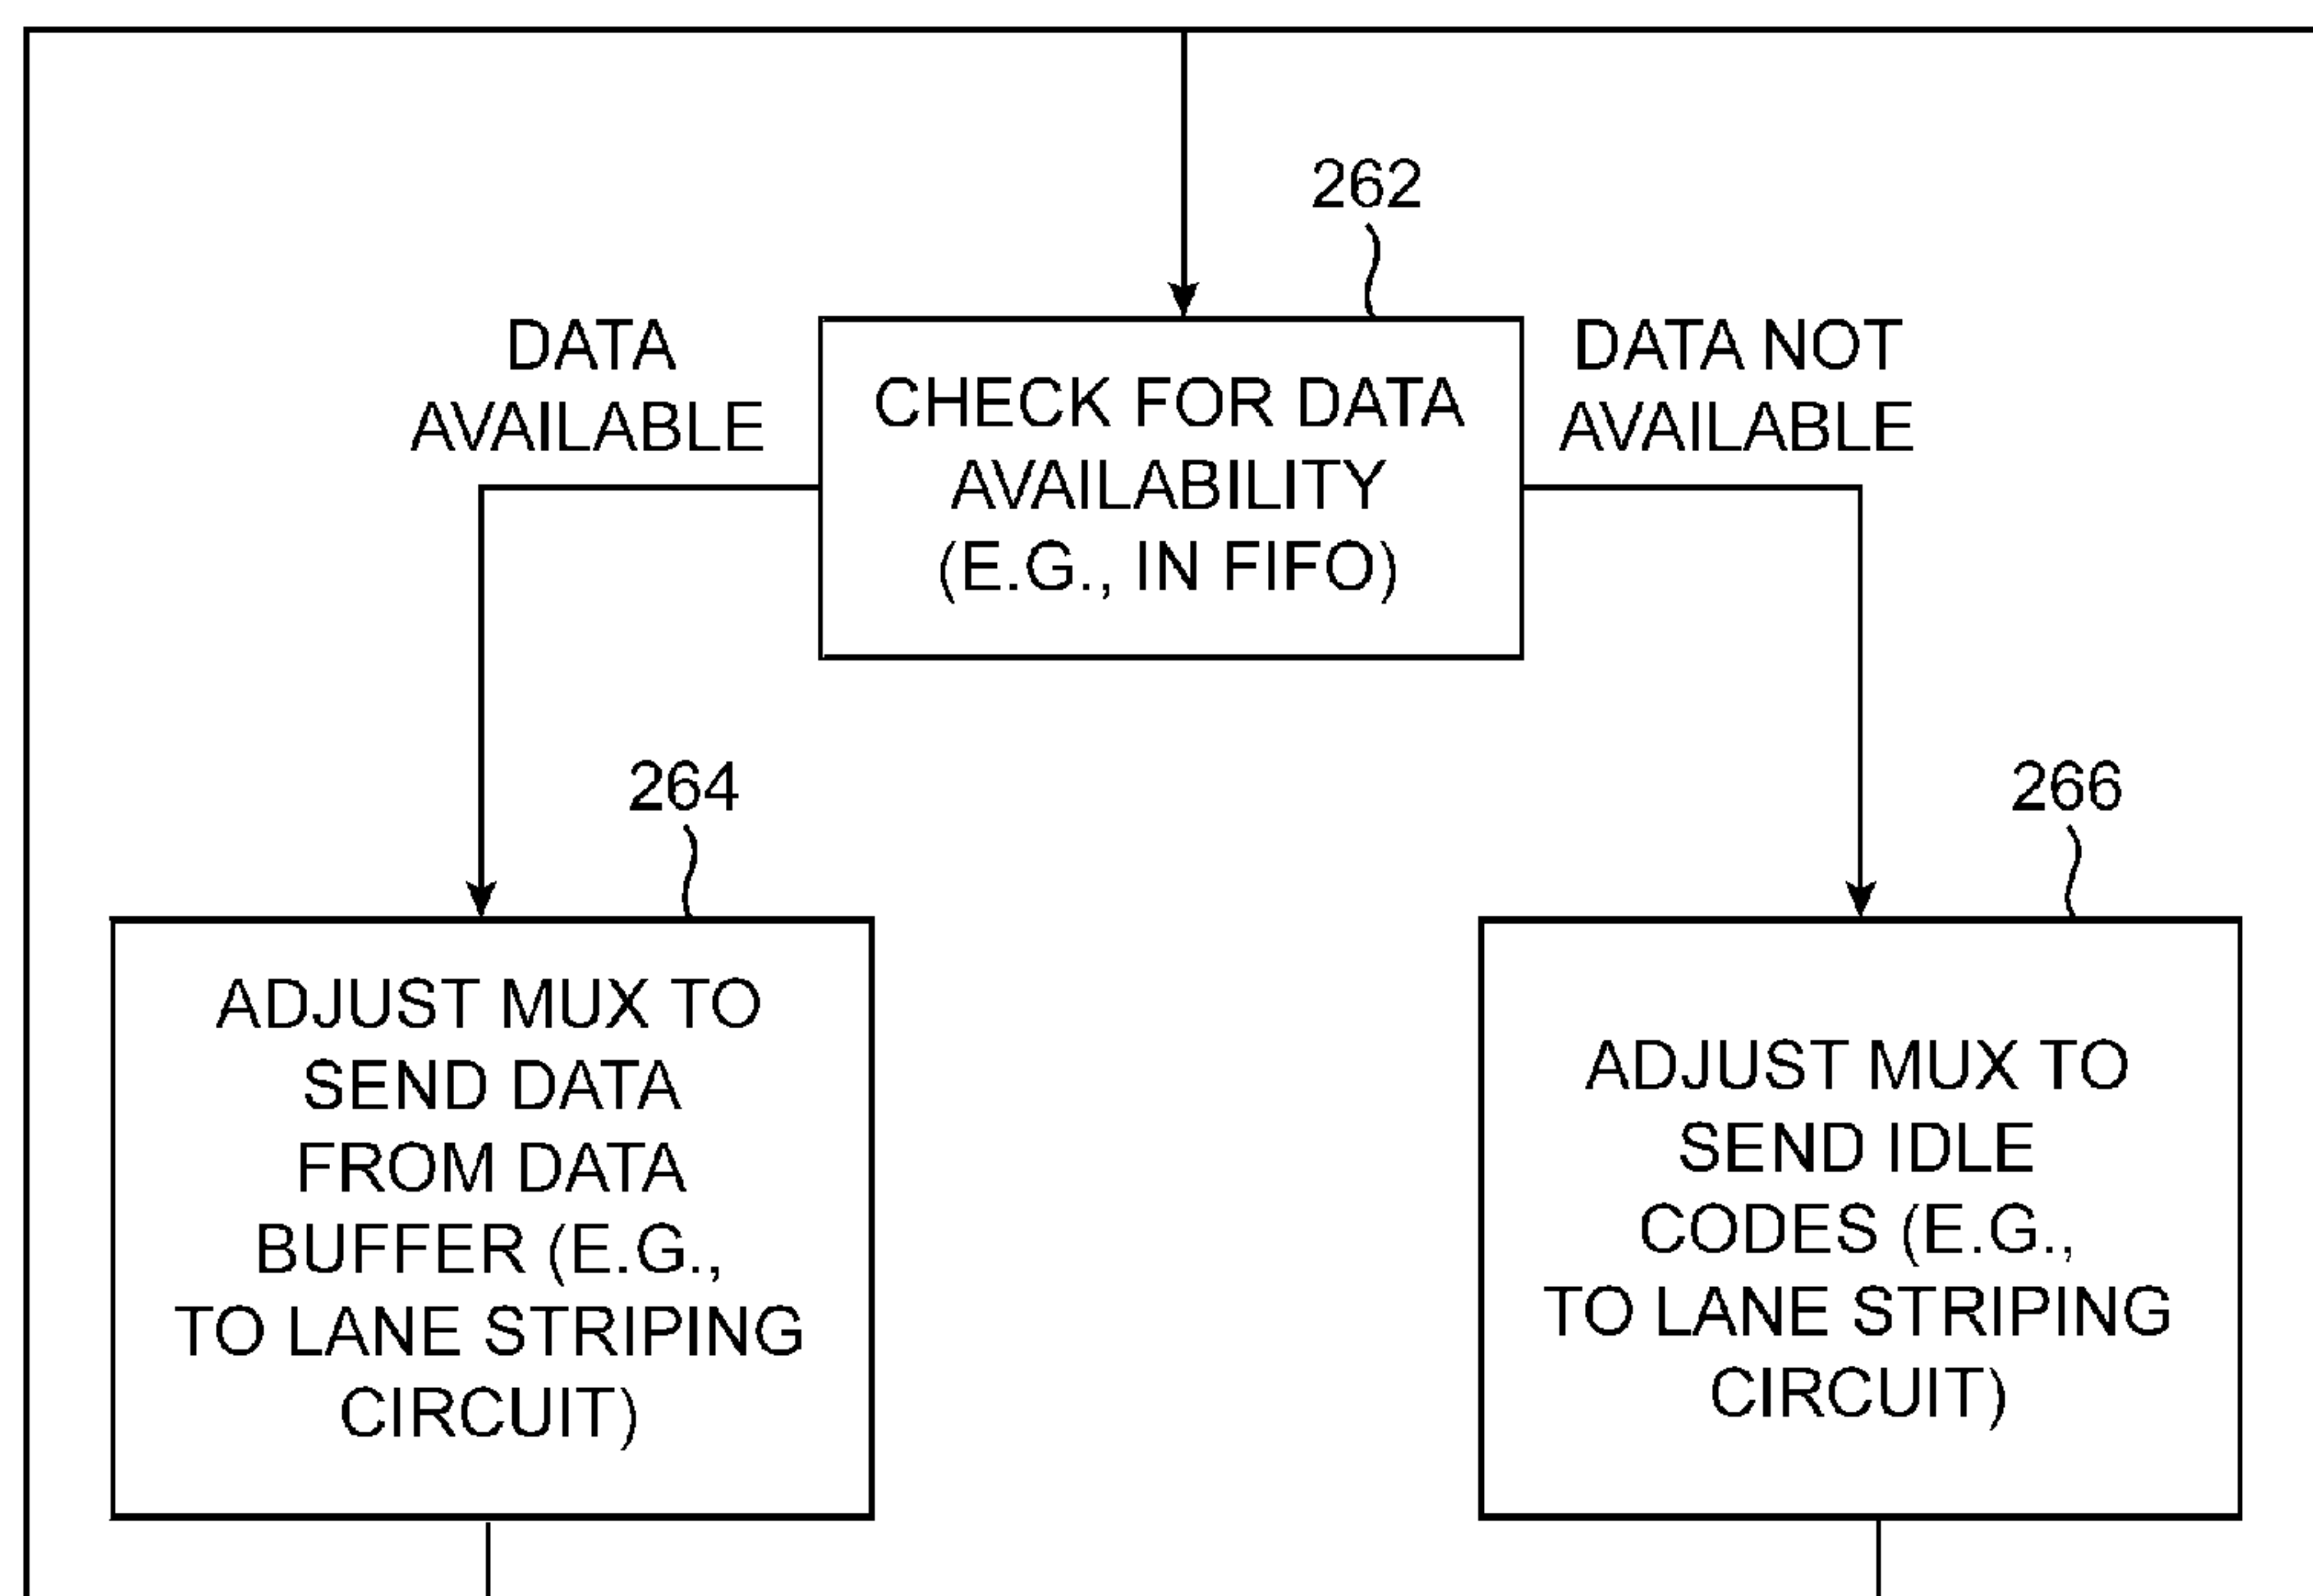 262
DATA
AVAILABLE
CHECK FOR DATA
AVAILABILITY
(E.G., IN FIFO)
DATA NOT
AVAILABLE
264
ADJUST MUX TO
SEND DATA
FROM DATA
BUFFER (E.G.,
TO LANE STRIPING
CIRCUIT)
266
ADJUST MUX TO
SEND IDLE
CODES (E.G.,
TO LANE STRIPING
CIRCUIT)